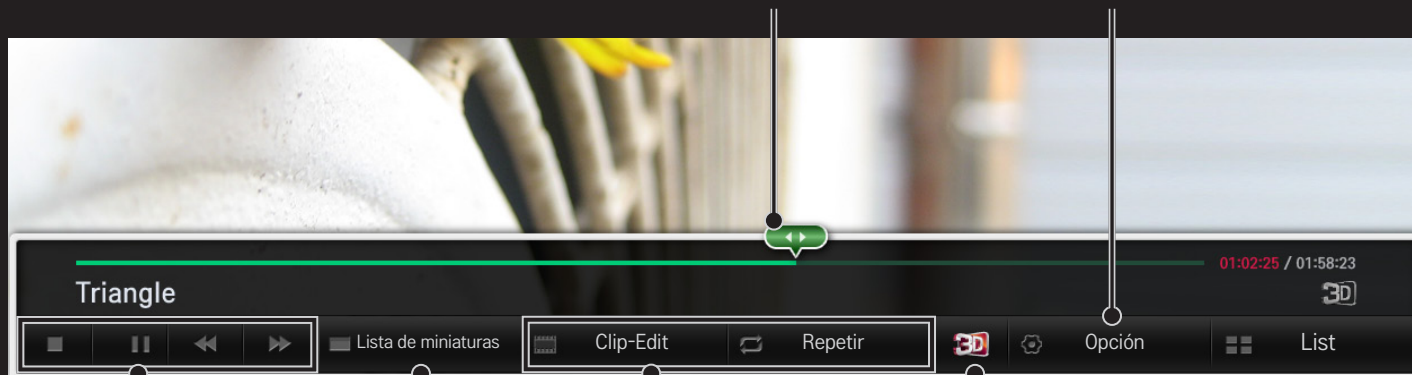 01:02:25 / 01:58:23
Triangle
3D
Lista de miniaturas Clip-Edit Repetir 3D Opción List